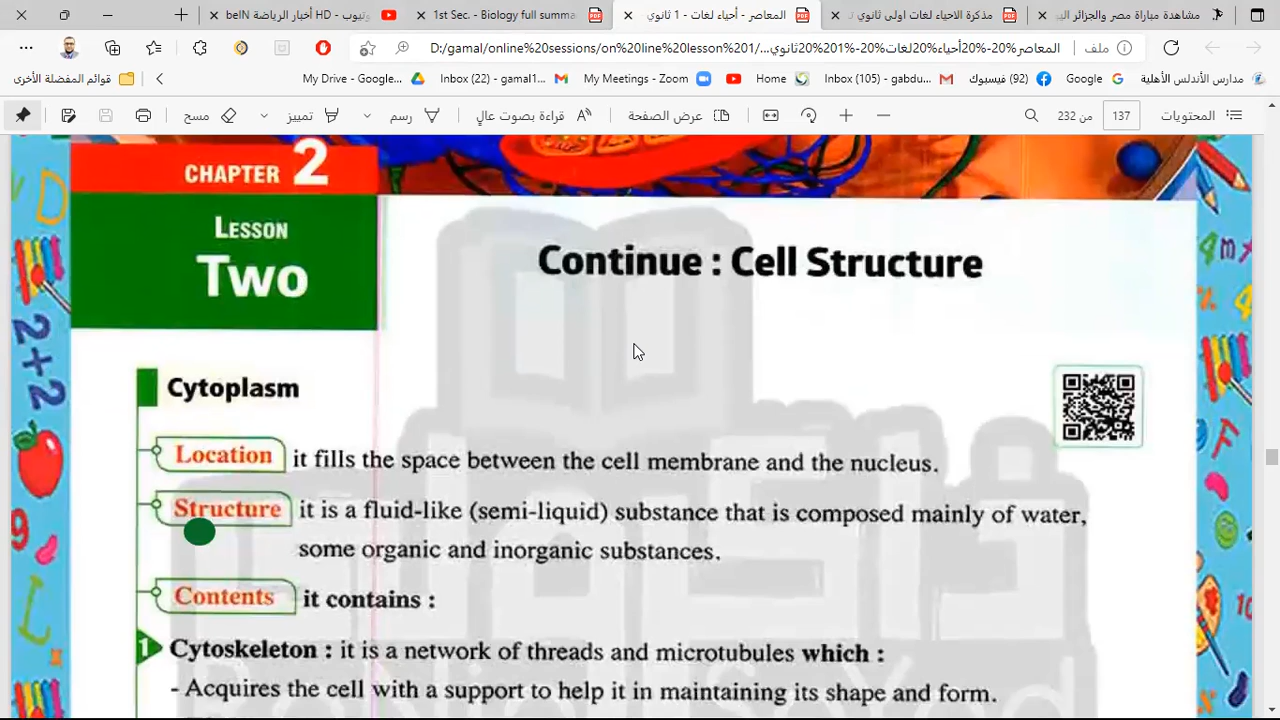 يوتيوب - HD أخبار الرياضة beIN
1st Sec. - Biology full summa
المعاصر - أحياء لغات - 1 ثانوي
مذكرة الاحياء لغات اولى ثانوي
مشاهدة مباراة مصر والجزائر
D:/gamal/online%20sessions/on%20line%20lesson%201/...المعاصر%20-%20أحياء%20لغات%20-%201%20ثانوي
ملف
قوائم المفضلة الأخرى
My Drive - Google...
Inbox (22) - gamal1...
My Meetings - Zoom
Home
Inbox (105) - gabdu...
(92) فيسبوك
Google
مدارس الأندلس الأهلية
مسح
تمييز
رسم
قراءة بصوت عالٍ
عرض الصفحة
من 232
137
المحتويات
CHAPTER 2
LESSON
Two
Continue : Cell Structure
Cytoplasm
Location it fills the space between the cell membrane and the nucleus.
Structure it is a fluid-like (semi-liquid) substance that is composed mainly of water,
some organic and inorganic substances.
Contents it contains :
1 Cytoskeleton : it is a network of threads and microtubules which :
- Acquires the cell with a support to help it in maintaining its shape and form.